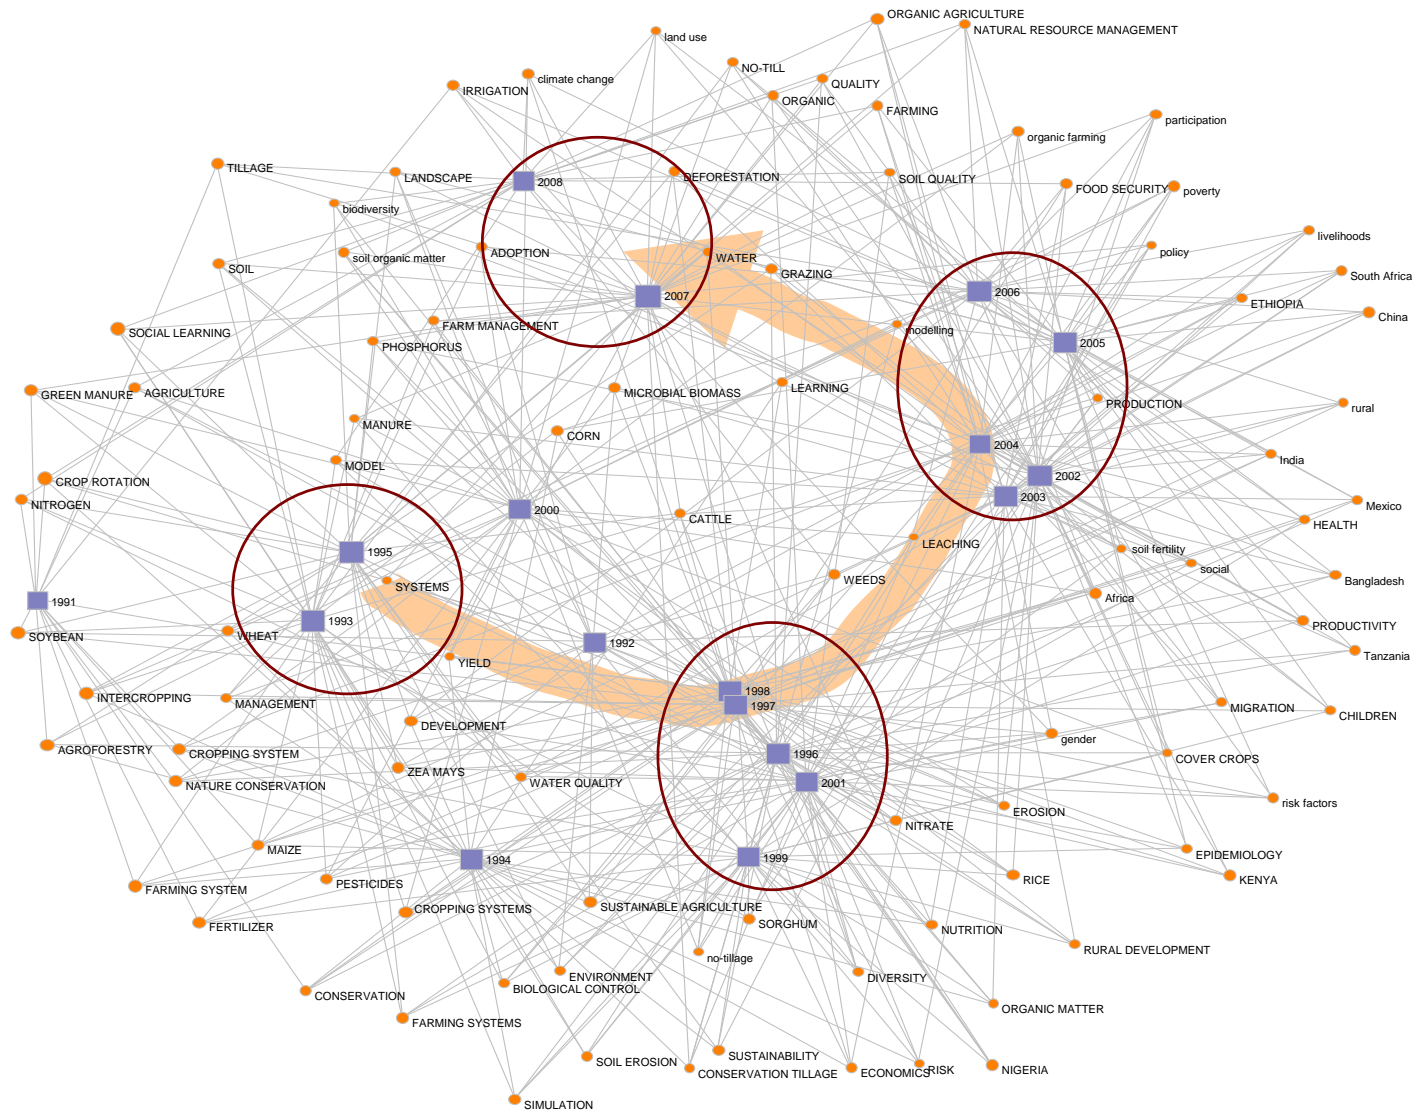 ORGANIC AGRICULTURE
NATURAL RESOURCE MANAGEMENT
land use
NO-TILL
climate change
QUALITY
IRRIGATION
ORGANIC
FARMING
participation
organic farming
TILLAGE
LANDSCAPE
DEFORESTATION
SOIL QUALITY
2008
FOOD SECURITY
poverty
biodiversity
livelihoods
ADOPTION
policy
soil organic matter
WATER
SOIL
GRAZING
South Africa
2006
2007
ETHIOPIA
China
SOCIAL LEARNING
FARM MANAGEMENT
modelling
PHOSPHORUS
2005
GREEN MANURE
AGRICULTURE
MICROBIAL BIOMASS
LEARNING
PRODUCTION
rural
MANURE
CORN
2004
MODEL
India
CROP ROTATION
2002
NITROGEN
2003
Mexico
2000
CATTLE
HEALTH
LEACHING
1995
soil fertility
social
SYSTEMS
WEEDS
Bangladesh
1991
Africa
1993
PRODUCTIVITY
SOYBEAN
WHEAT
1992
Tanzania
YIELD
1998
INTERCROPPING
MANAGEMENT
1997
MIGRATION
CHILDREN
DEVELOPMENT
gender
AGROFORESTRY
CROPPING SYSTEM
1996
COVER CROPS
ZEA MAYS
NATURE CONSERVATION
WATER QUALITY
2001
risk factors
EROSION
NITRATE
MAIZE
1994
1999
EPIDEMIOLOGY
FARMING SYSTEM
PESTICIDES
RICE
KENYA
SUSTAINABLE AGRICULTURE
CROPPING SYSTEMS
FERTILIZER
SORGHUM
NUTRITION
RURAL DEVELOPMENT
no-tillage
ENVIRONMENT
DIVERSITY
BIOLOGICAL CONTROL
CONSERVATION
ORGANIC MATTER
FARMING SYSTEMS
SUSTAINABILITY
SOIL EROSION
CONSERVATION TILLAGE
ECONOMICS
RISK
NIGERIA
SIMULATION